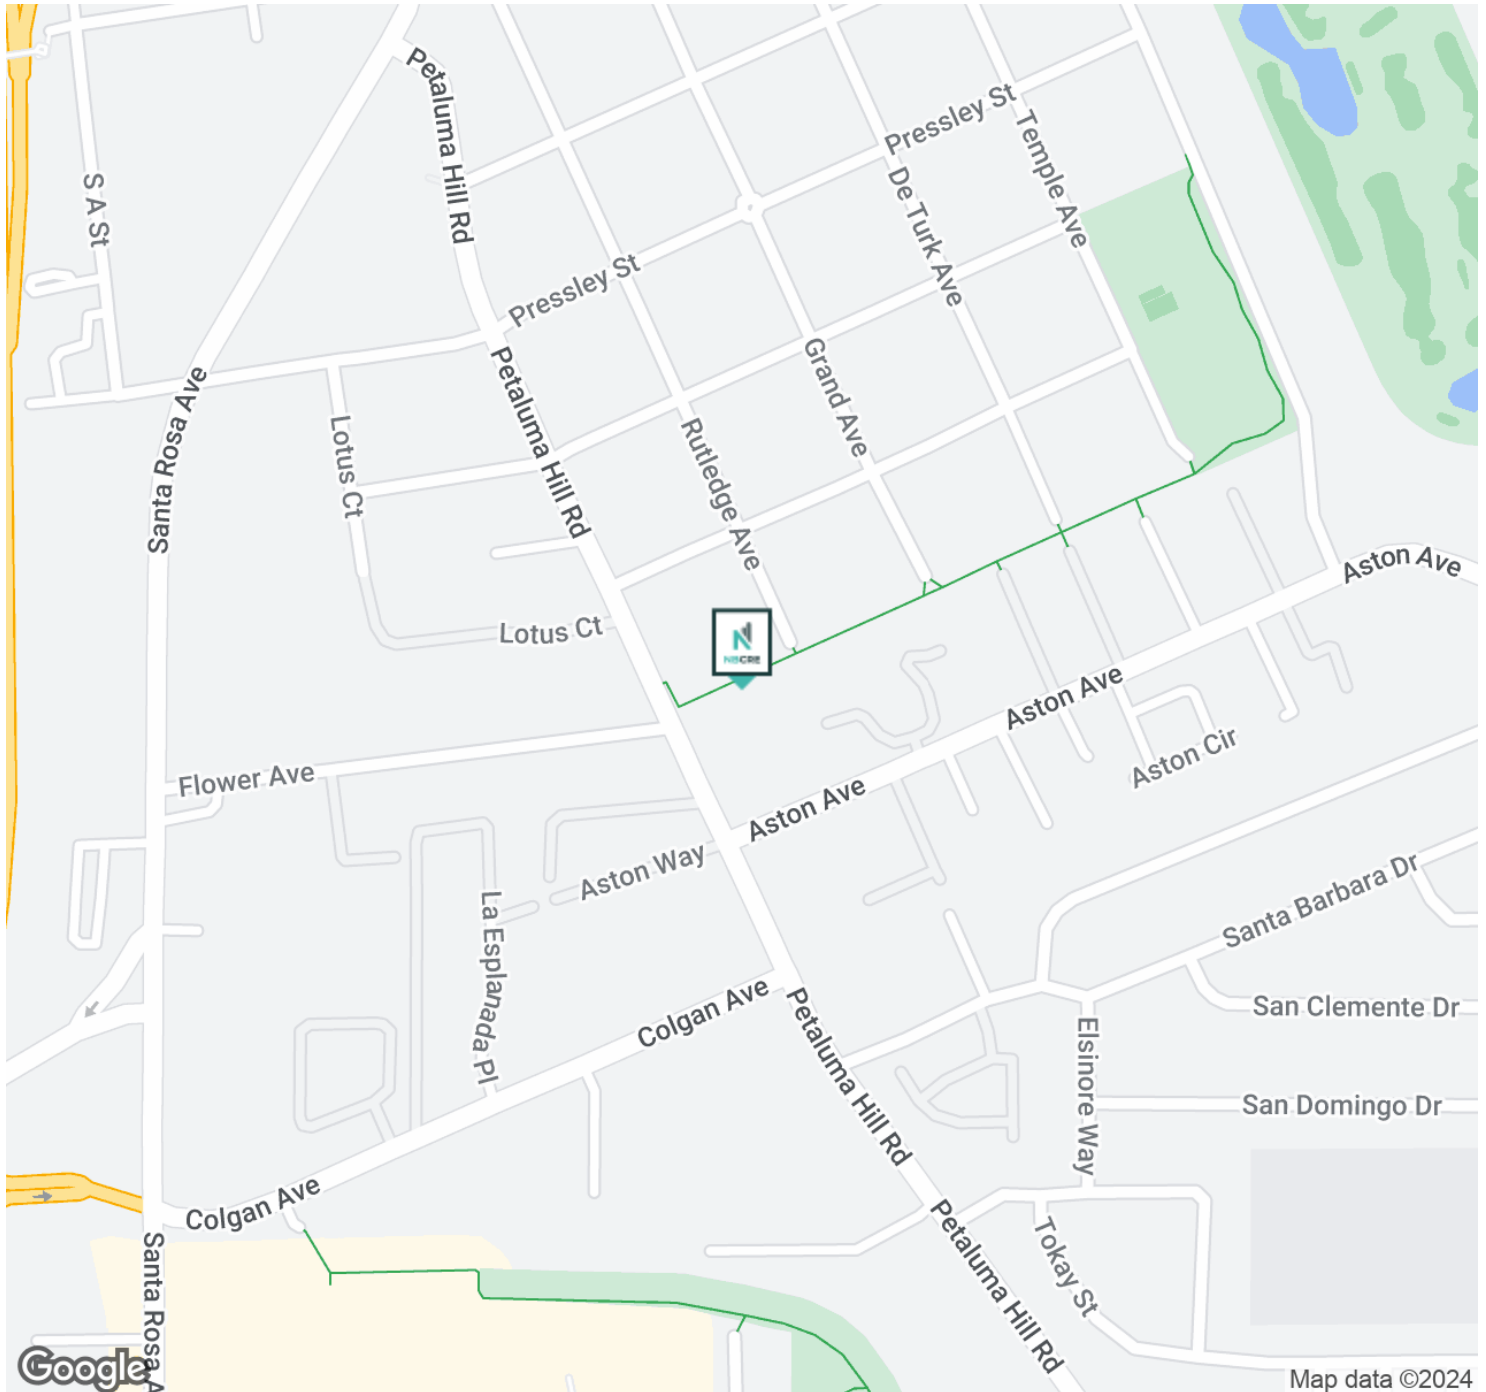 Petaluma Hill Rd
Pressley St
Temple Ave
S A St
De Turk Ave
Pressley St
Petaluma Hill Rd
Grand Ave
Santa Rosa Ave
Lotus Ct
Rutledge Ave
Aston Ave
Lotus Ct
N
NBCRE
Aston Ave
Aston Cir
Flower Ave
Aston Ave
Aston Way
Santa Barbara Dr
La Esplanada Pl
Colgan Ave
Petaluma Hill Rd
San Clemente Dr
Elsinore Way
San Domingo Dr
Colgan Ave
Petaluma Hill Rd
Tokay St
Santa Rosa A
Google
Map data ©2024